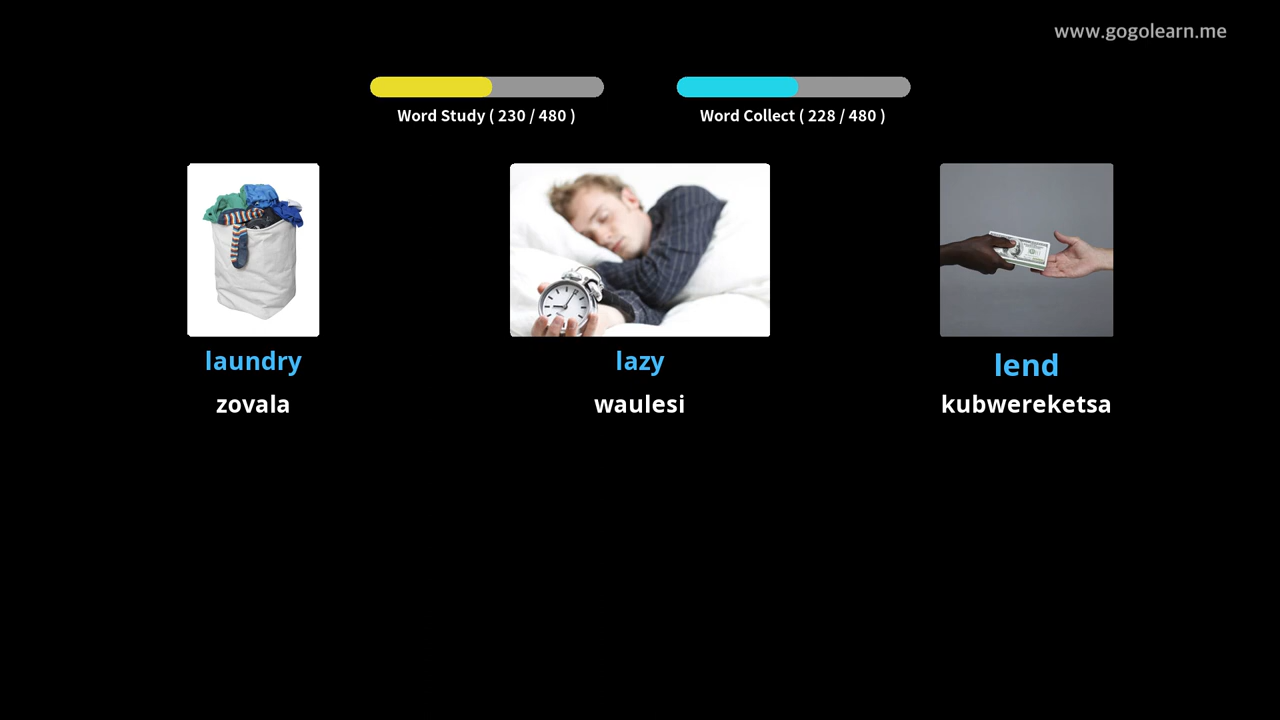 www.gogolearn.me
Word Study ( 230 / 480 )
Word Collect ( 228 / 480 )
laundry
zovala
lazy
waulesi
lend
kubwereketsa